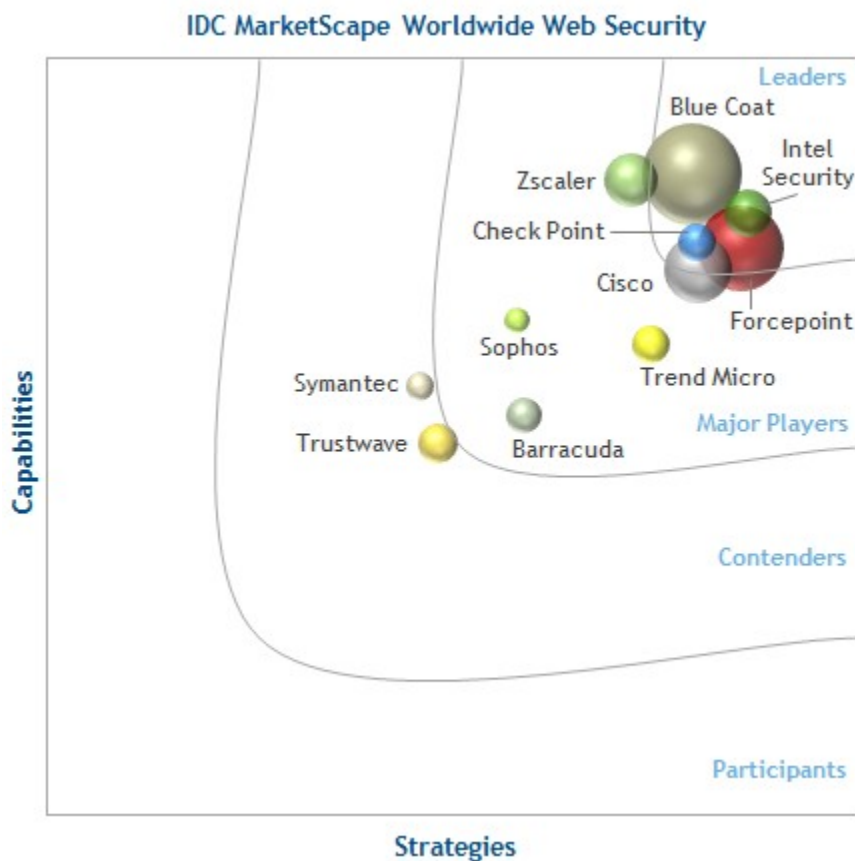 IDC MarketScape Worldwide Web Security
Leaders
Blue Coat
Intel
Security
Zscaler
Check Point
Cisco
Forcepoint
Sophos
Trend Micro
Symantec
Major Players
Trustwave
Barracuda
Capabilities
Contenders
Participants
Strategies